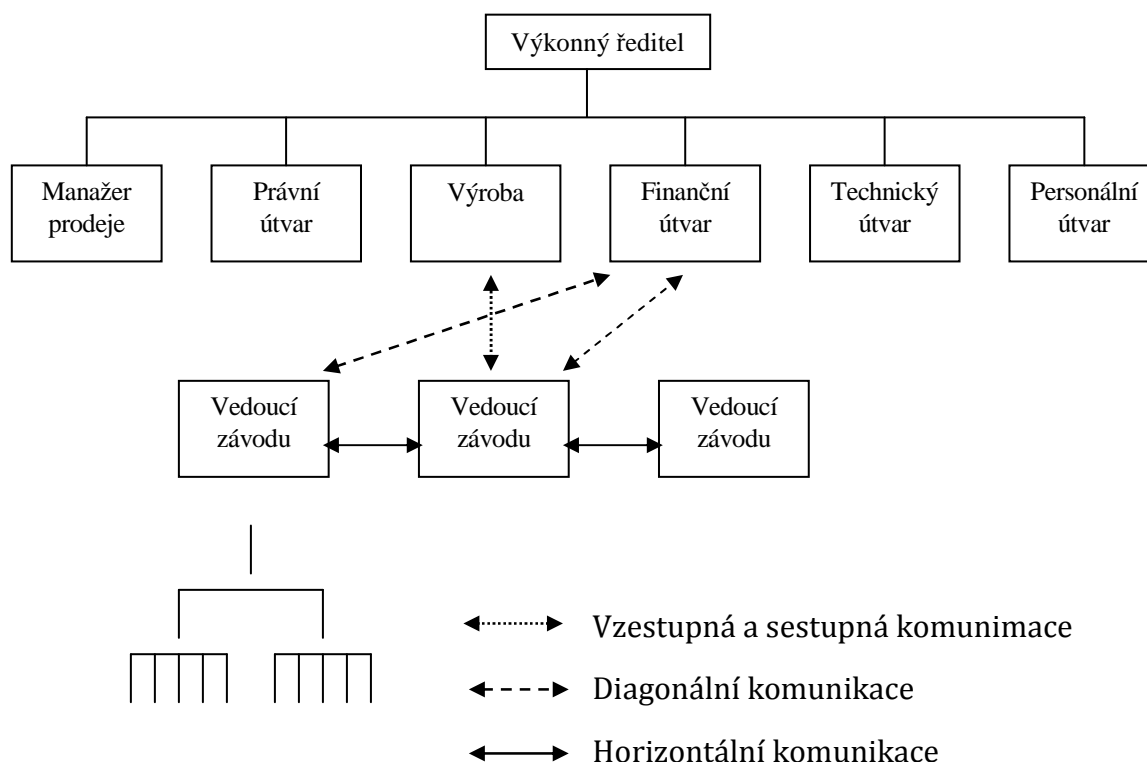 Výkonný ředitel
Manažer
prodeje
Právní
útvar
Výroba
Finanční
útvar
Technický
útvar
Personální
útvar
Vedoucí
závodu
Vedoucí
závodu
Vedoucí
závodu
Vzestupná a sestupná komunimace
Diagonální komunikace
Horizontální komunikace